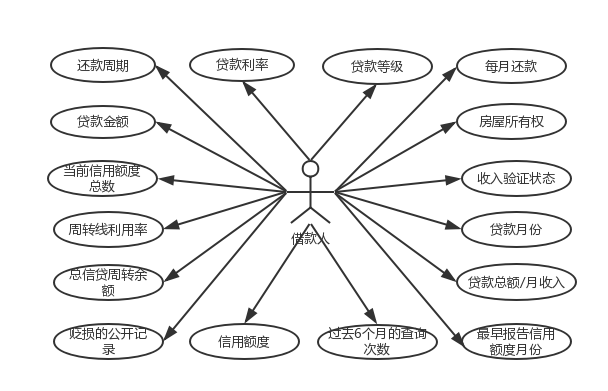 还款周期
贷款利率
贷款等级
每月还款
贷款金额
房屋所有权
当前信用额度
总数
收入验证状态
周转线利用率
贷款月份
借款人
总信贷周转余
额
贷款总额/月收入
贬损的公开记
录
信用额度
过去6个月的查询
次数
最早报告信用
额度月份